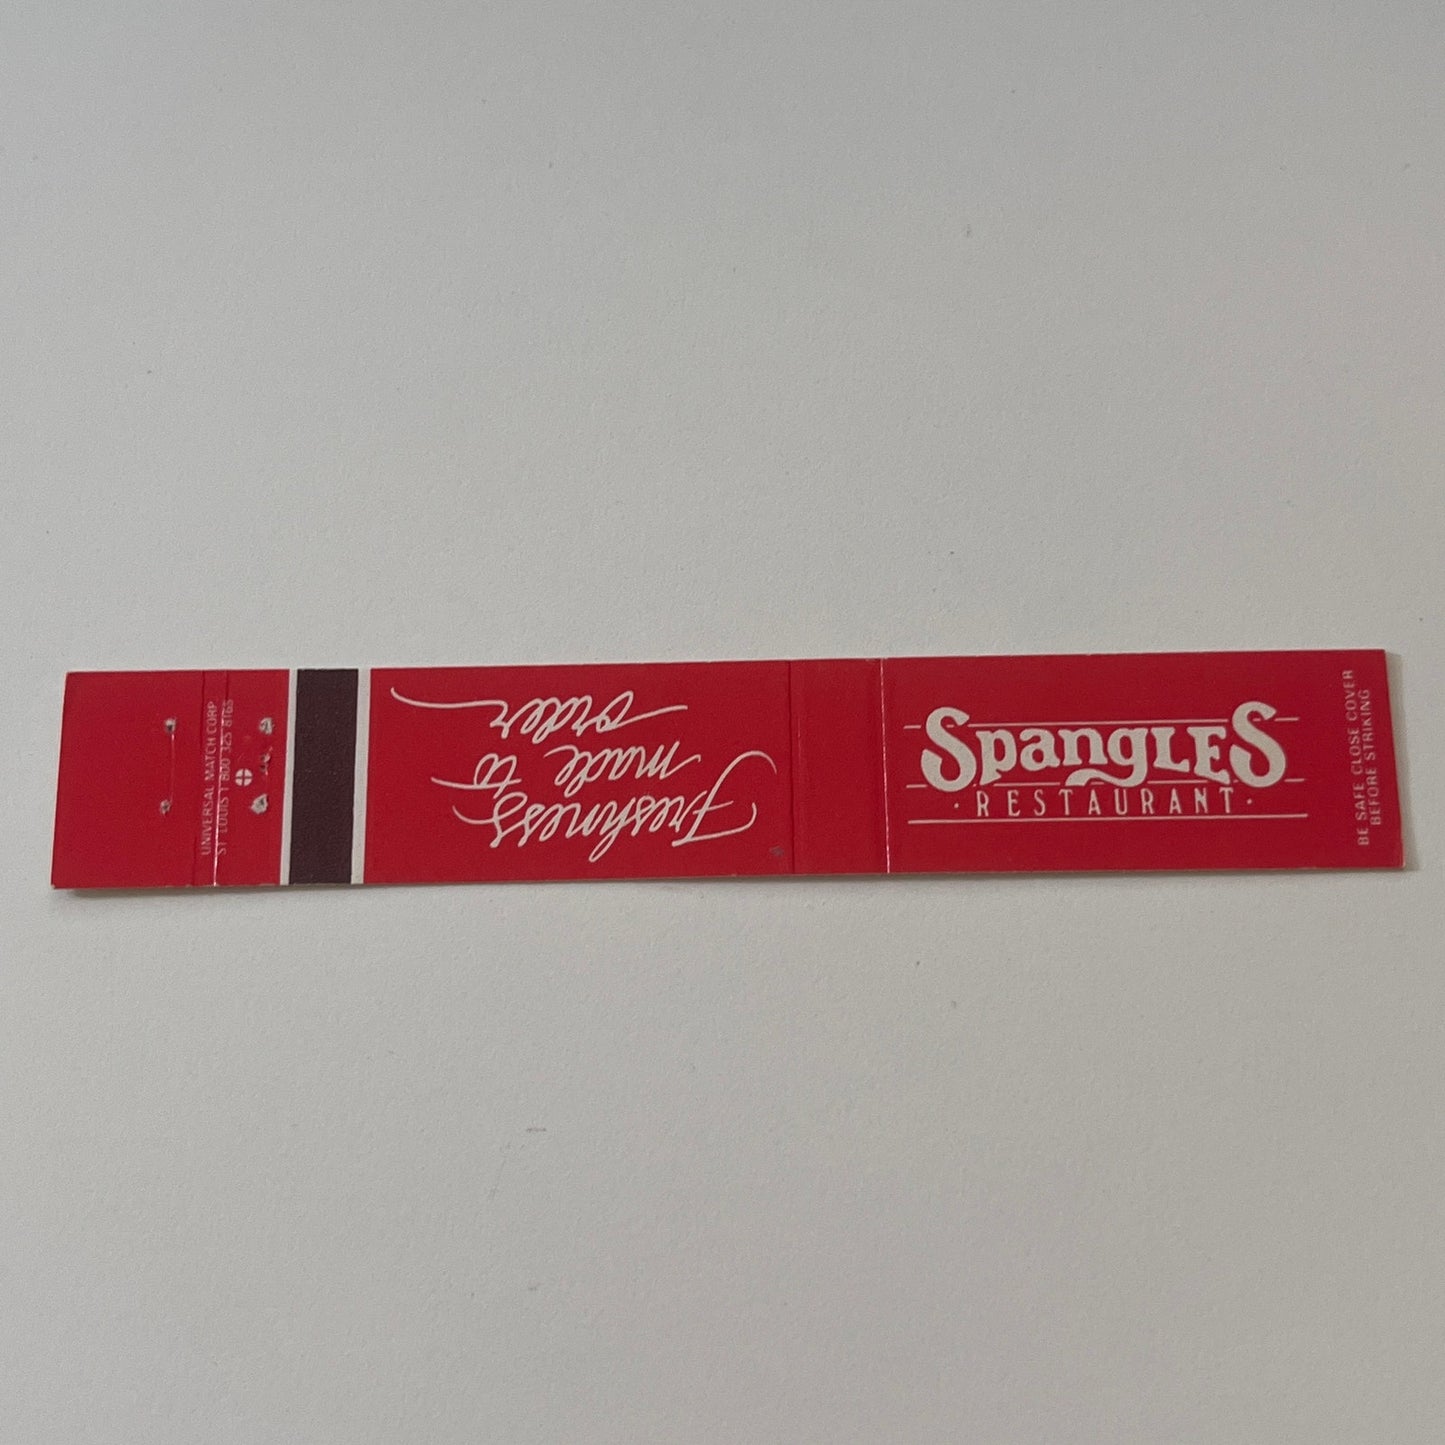 Spangles
·RESTAURANT·
BE SAFE CLOSE COVER
BEFORE STRIKING
Freshness
made to
order
UNIVERSAL MATCH CORP
ST LOUIS 1 800 325 8165